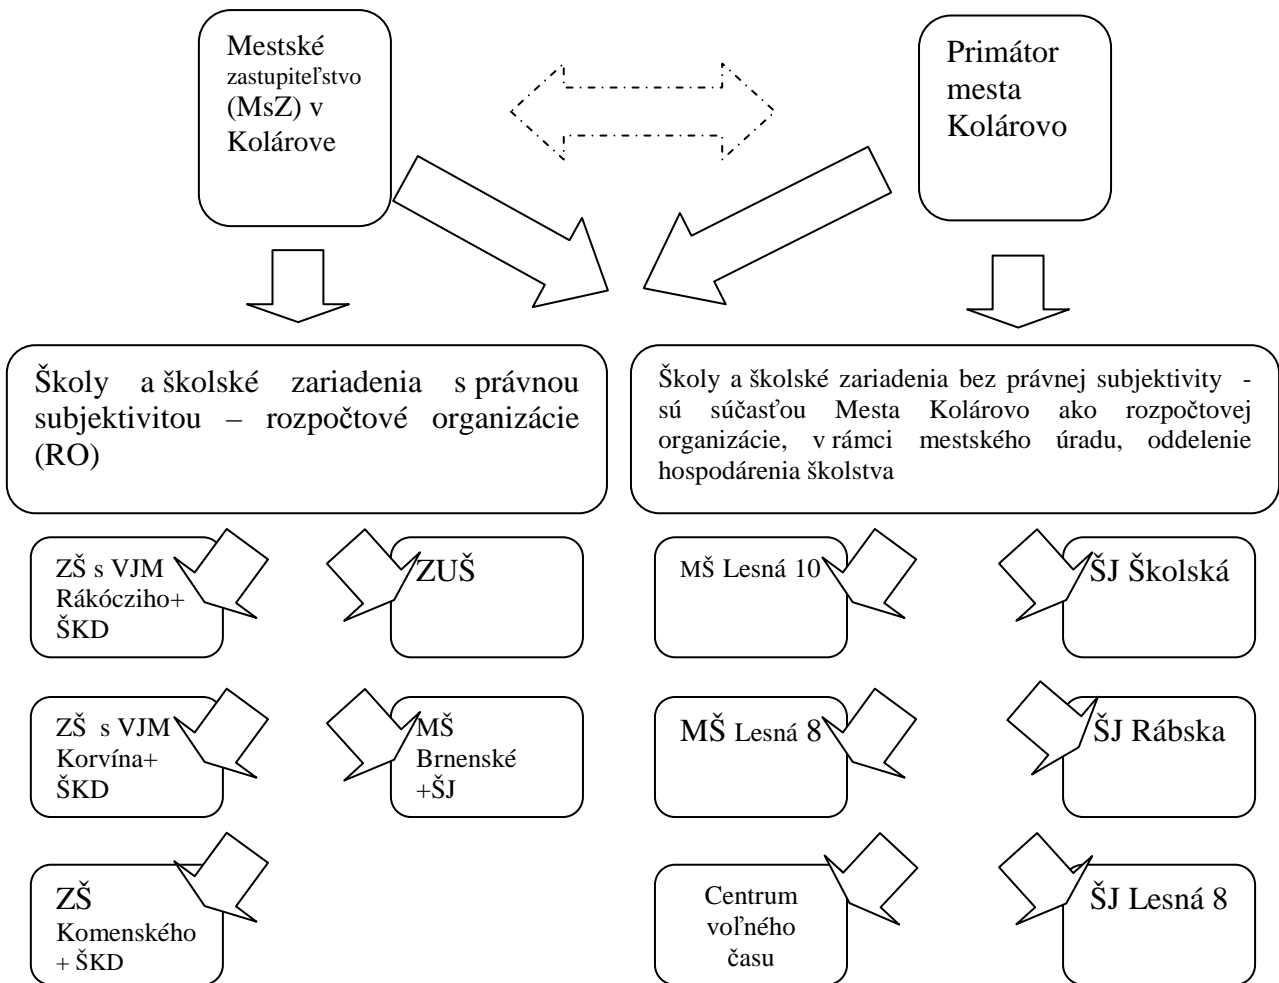 Mestské
zastupiteľstvo
(MsZ) v
Kolárove
Primátor
mesta
Kolárovo
Školy a školské zariadenia s právnou
subjektivitou – rozpočtové organizácie
(RO)
Školy a školské zariadenia bez právnej subjektivity -
sú súčasťou Mesta Kolárovo ako rozpočtovej
organizácie, v rámci mestského úradu, oddelenie
hospodárenia školstva
ZŠ s VJM
Rákócziho+
ŠKD
ZUŠ
MŠ Lesná 10
ŠJ Školská
ZŠ s VJM
Korvína+
ŠKD
MŠ
Brnenské
+ŠJ
MŠ Lesná 8
ŠJ Rábska
ZŠ
Komenského
+ ŠKD
Centrum
voľného
času
ŠJ Lesná 8